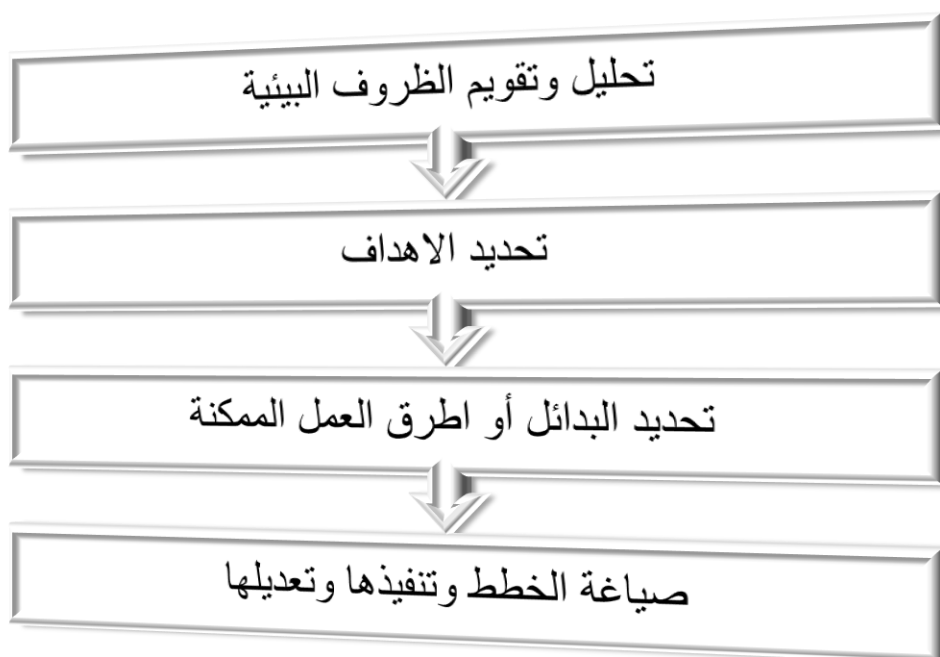 تحليل وتقويم الظروف البيئية
تحديد الاهداف
تحديد البدائل أو اطرق العمل الممكنة
صياغة الخطط وتنفيذها وتعديلها